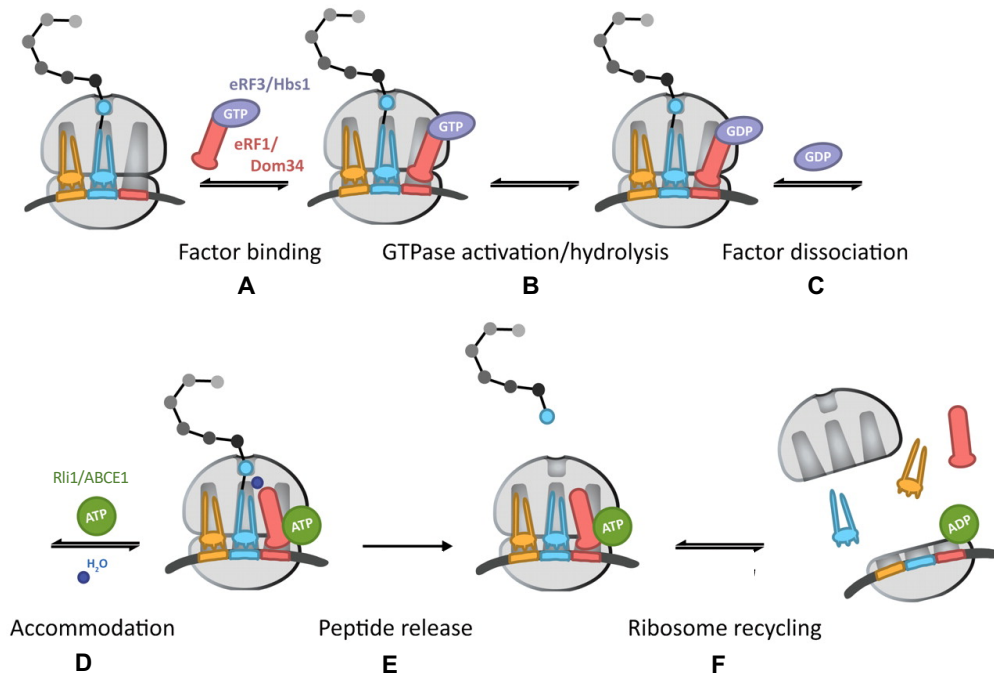 eRF3/Hbs1
GTP
eRF1/
Dom34
GTP
GDP
GDP
Factor binding
GTPase activation/hydrolysis
Factor dissociation
A
B
C
Rli1/ABCE1
ATP
H2O
ATP
ATP
ADP
Accommodation
Peptide release
Ribosome recycling
D
E
F